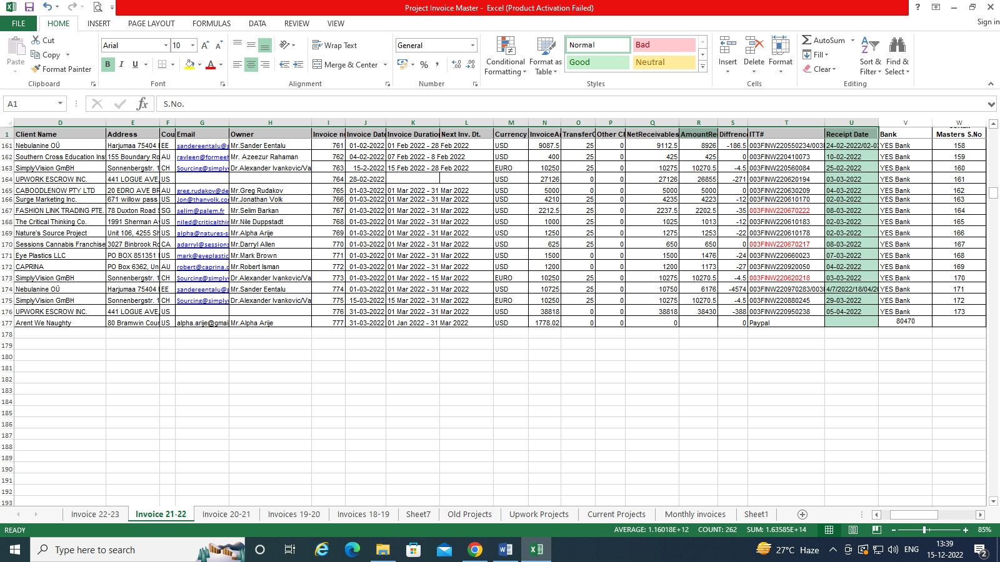 Project Invoice Master - Excel (Product Activation Failed)
Sign in
FILE HOME INSERT PAGE LAYOUT FORMULAS DATA REVIEW VIEW
Paste Cut Copy Format Painter Clipboard
Arial 10 B I U A Font
Wrap Text Merge & Center Alignment
General % Number
Conditional Formatting Format as Table Normal Bad Good Neutral Styles
Insert Delete Format Cells
AutoSum Fill Clear Sort & Filter Find & Select Editing
A1 fx S.No.
D E F G H I J K L M N O P Q R S T U V W
1 Client Name Address Cou Email Owner Invoice n Invoice Date Invoice Duratio Next Inv. Dt. Currency InvoiceA Transfer Other Cl NetReceivables AmountRe Diffrence ITT# Receipt Date Bank Masters S.No
161 Nebulanine OÜ Harjumaa 75404 EE sandereentalu@ Mr.Sander Eentalu 761 01-02-2022 01 Feb 2022 - 28 Feb 2022 USD 9087.5 25 0 9112.5 8926 -186.5 003FINW220550234/003 24-02-2022/02-0 YES Bank 158
162 Southern Cross Education Ins 155 Boundary Ro AU ravleen@formee Mr. Azeezur Rahaman 762 04-02-2022 07 Feb 2022 - 8 Feb 2022 USD 400 25 0 425 425 0 003FINW220410073 10-02-2022 YES Bank 159
163 SimplyVision GmBH Sonnenbergstr. 1 CH Sourcing@simply Dr.Alexander Ivankovic/Va 763 15-2-2022 15 Feb 2022 - 28 Feb 2022 EURO 10250 25 0 10275 10270.5 -4.5 003FINW220560084 25-02-2022 YES Bank 160
164 UPWORK ESCROW INC. 441 LOGUE AVE, US 764 28-02-2022 USD 27126 0 0 27126 26855 -271 003FINW220620194 03-03-2022 YES Bank 161
165 CABOODLENOW PTY LTD 20 EDRO AVE BR AU greg.rudakov@de Mr.Greg Rudakov 765 01-03-2022 01 Mar 2022 - 31 Mar 2022 USD 5000 0 0 5000 5000 0 003FINW220630209 04-03-2022 YES Bank 162
166 Surge Marketing Inc. 671 willow pass US Jon@thanvolk.co Mr.Jonathan Volk 766 01-03-2022 01 Mar 2022 - 31 Mar 2022 USD 4210 25 0 4235 4223 -12 003FINW220610170 02-03-2022 YES Bank 163
167 FASHION LINK TRADING PTE. 78 Duxton Road SG selim@palem.fr Mr.Selim Barkan 767 01-03-2022 01 Mar 2022 - 31 Mar 2022 USD 2212.5 25 0 2237.5 2202.5 -35 003FINW220670222 08-03-2022 YES Bank 164
168 The Critical Thinking Co. 1991 Sherman A US niled@criticalthin Mr.Nile Duppstadt 768 01-03-2022 01 Mar 2022 - 31 Mar 2022 USD 1000 25 0 1025 1013 -12 003FINW220610183 02-03-2022 YES Bank 165
169 Nature's Source Project Unit 106, 4255 Sh US alpha@natures-s Mr.Alpha Arije 769 01-03-2022 01 Mar 2022 - 31 Mar 2022 USD 1250 25 0 1275 1253 -22 003FINW220610178 02-03-2022 YES Bank 166
170 Sessions Cannabis Franchise 3027 Binbrook Ro CA adarryl@sessions Mr.Darryl Allen 770 01-03-2022 01 Mar 2022 - 31 Mar 2022 USD 625 25 0 650 650 0 003FINW220670217 08-03-2022 YES Bank 167
171 Eye Plastics LLC PO BOX 851351 US mark@eyeplastic Mr.Mark Brown 771 01-03-2022 01 Mar 2022 - 31 Mar 2022 USD 1500 0 0 1500 1476 -24 003FINW220660023 07-03-2022 YES Bank 168
172 CAPRINA PO Box 6362, Un AU robert@caprina.c Mr.Robert Isman 772 01-03-2022 01 Mar 2022 - 31 Mar 2022 USD 1200 0 0 1200 1173 -27 003FINW220920050 04-02-2022 YES Bank 169
173 SimplyVision GmBH Sonnenbergstr. 1 CH Sourcing@simply Dr.Alexander Ivankovic/Va 773 01-03-2022 01 Mar 2022 - 15 Mar 2022 EURO 10250 25 0 10275 10270.5 -4.5 003FINW220620218 03-03-2022 YES Bank 170
174 Nebulanine OÜ Harjumaa 75404 EE sandereentalu@ Mr.Sander Eentalu 774 01-03-2022 01 Mar 2022 - 31 Mar 2022 USD 10725 25 0 10750 6176 -4574 003FINW220970283/003 4/7/2022/18/04/20 YES Bank 171
175 SimplyVision GmBH Sonnenbergstr. 1 CH Sourcing@simply Dr.Alexander Ivankovic/Va 775 15-03-2022 15 Mar 2022 - 31 Mar 2022 EURO 10250 25 0 10275 10270.5 -4.5 003FINW220880245 29-03-2022 YES Bank 172
176 UPWORK ESCROW INC. 441 LOGUE AVE, US 776 31-03-2022 01 Mar 2022 - 31 Mar 2022 USD 38818 0 0 38818 38430 -388 003FINW220950238 05-04-2022 YES Bank 173
177 Arent We Naughty 80 Bramwin Cour US alpha.arije@gmai Mr.Alpha Arije 777 31-03-2022 01 Jan 2022 - 31 Mar 2022 USD 1778.02 0 0 0 0 Paypal 80470
178
179
180
181
182
183
184
185
186
187
188
189
190
191
192
193
Invoice 22-23 Invoice 21-22 Invoice 20-21 Invoices 19-20 Invoices 18-19 Sheet7 Old Projects Upwork Projects Current Projects Monthly invoices Sheet1
READY AVERAGE: 1.16018E+12 COUNT: 262 SUM: 1.63585E+14 85%
Type here to search 27°C Haze ENG 13:39
15-12-2022 2